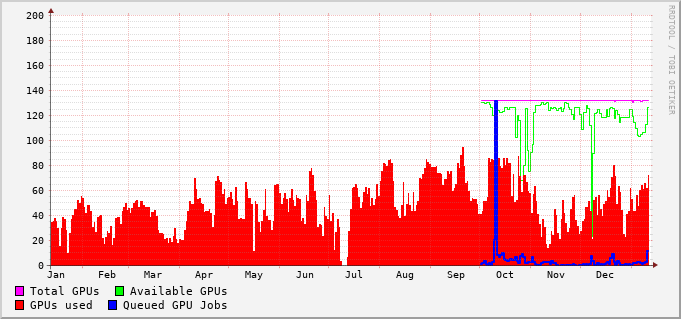 200
180
160
140
120
100
80
60
40
20
0
Jan Feb Mar Apr May Jun Jul Aug Sep Oct Nov Dec
Total GPUs Available GPUs
GPUs used Queued GPU Jobs
RRDTOOL / TOBI OETIKER